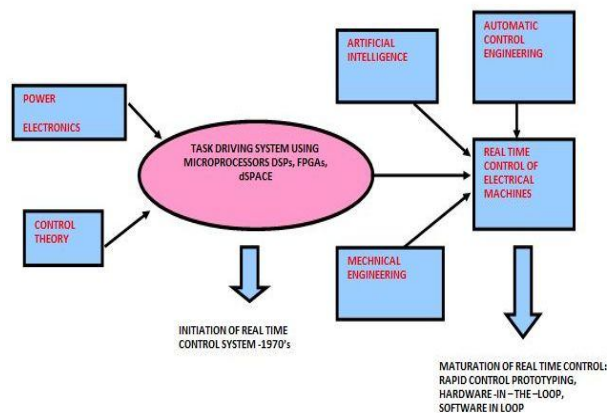 POWER
ELECTRONICS
CONTROL
THEORY
TASK DRIVING SYSTEM USING
MICROPROCESSORS DSPs, FPGAs,
dSPACE
ARTIFICIAL
INTELLIGENCE
AUTOMATIC
CONTROL
ENGINEERING
REAL TIME
CONTROL OF
ELECTRICAL
MACHINES
MECHNICAL
ENGINEERING
INITIATION OF REAL TIME
CONTROL SYSTEM -1970's
MATURATION OF REAL TIME CONTROL:
RAPID CONTROL PROTOTYPING,
HARDWARE -IN – THE –LOOP,
SOFTWARE IN LOOP